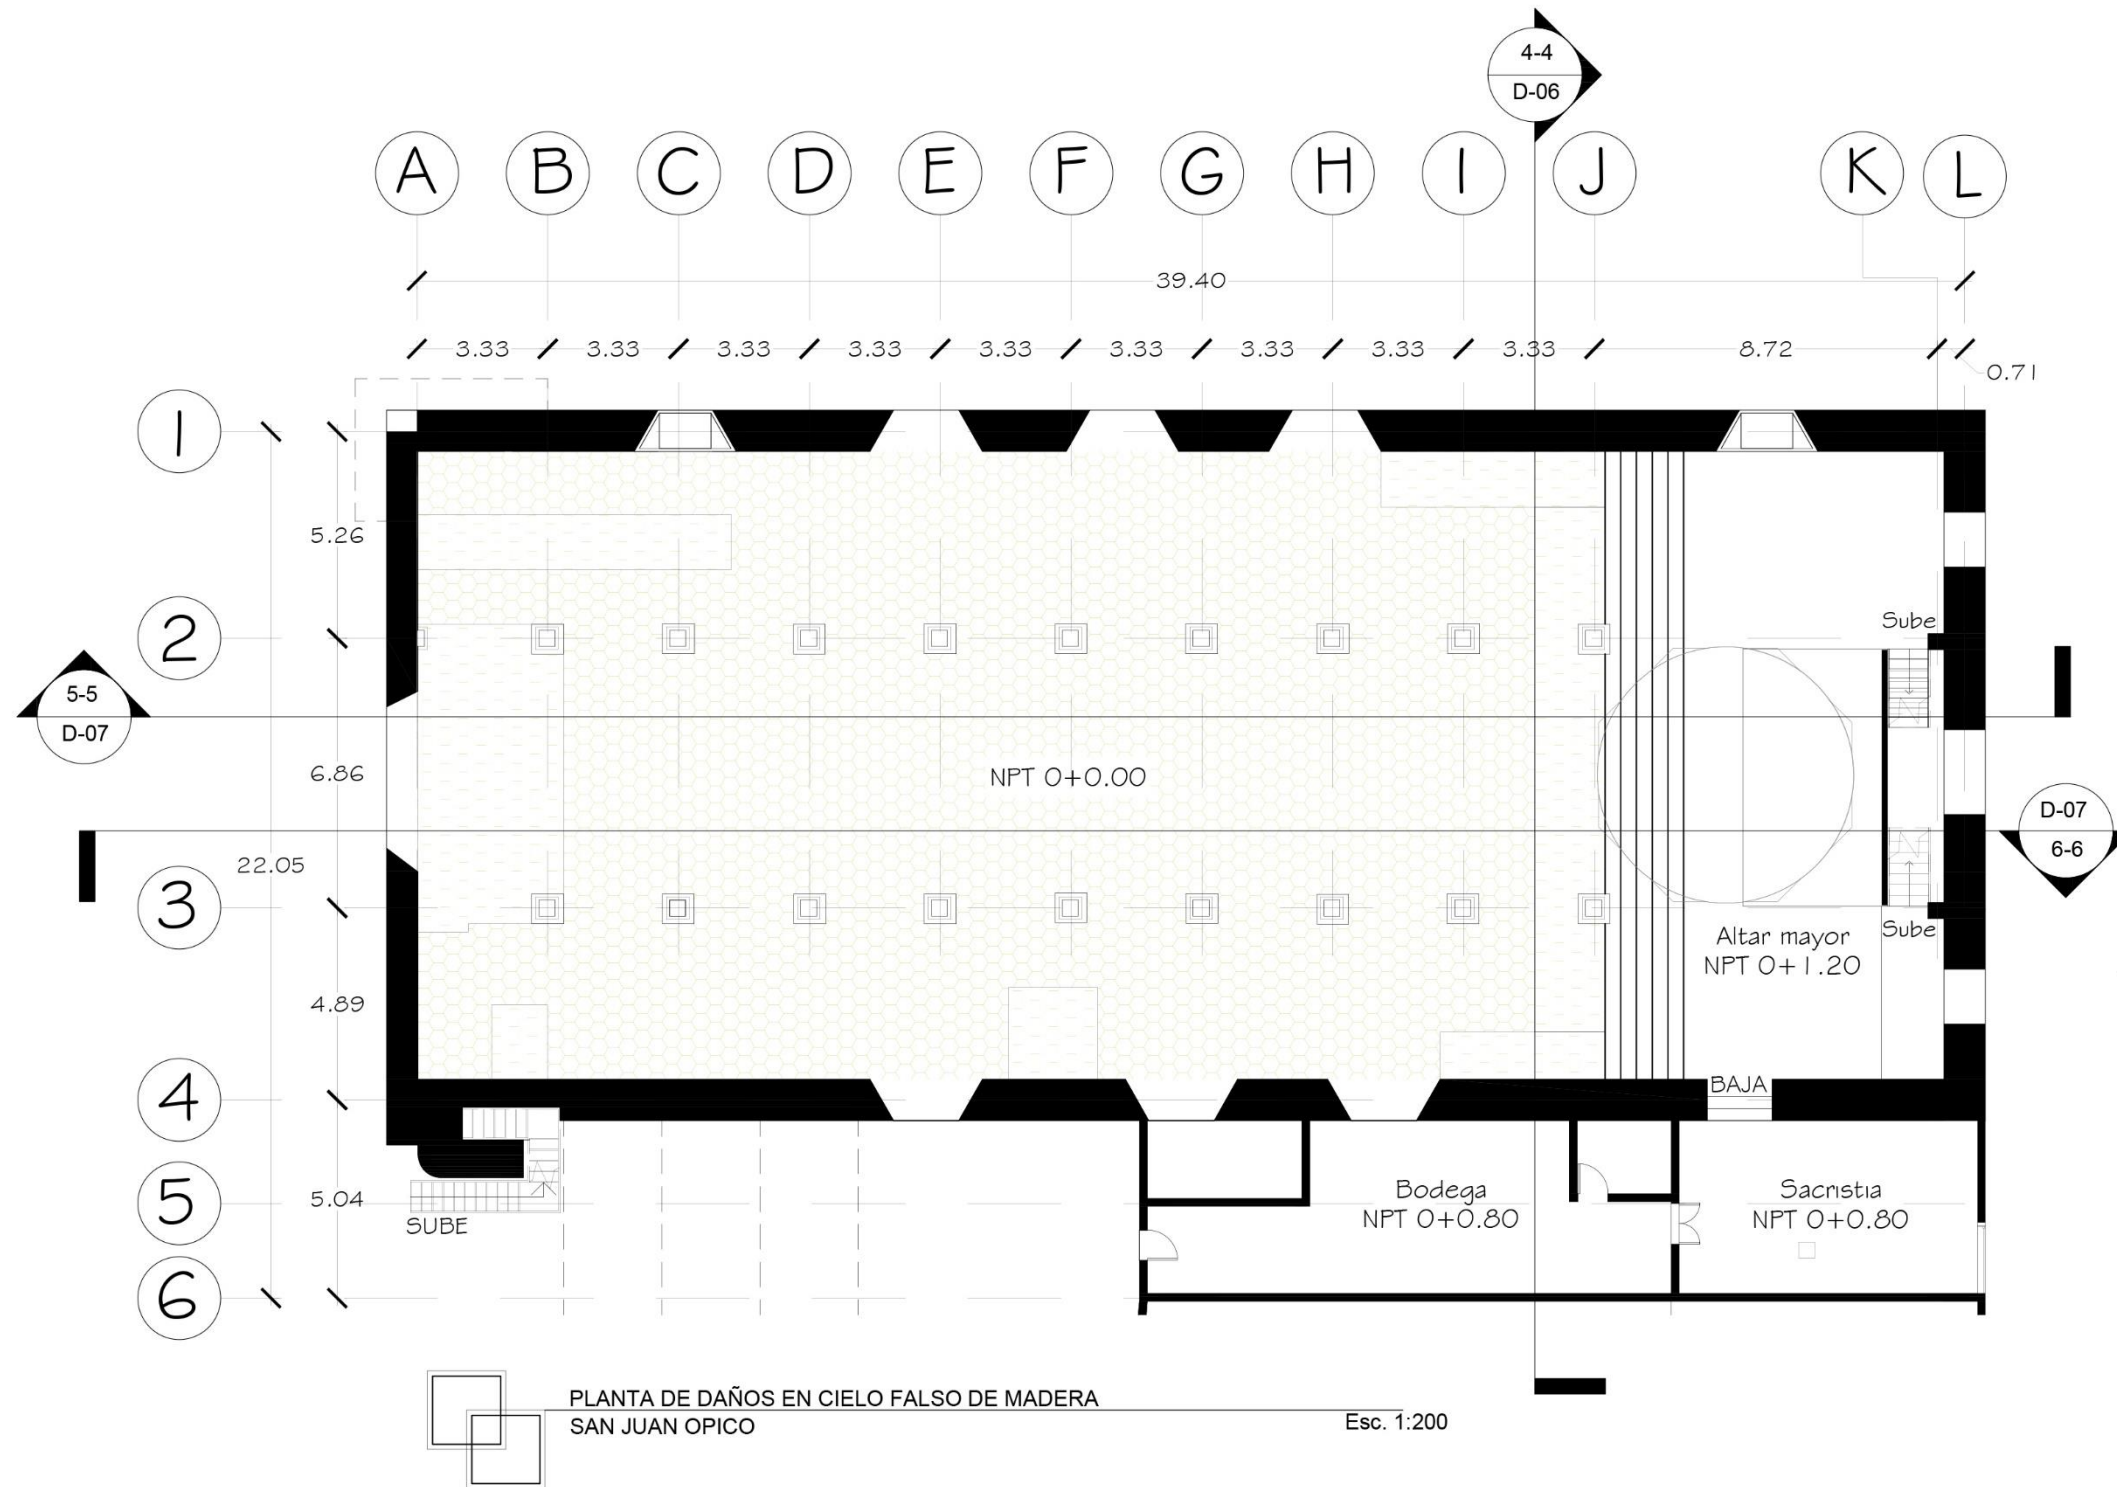 4-4
D-06
A B C D E F G H I J K L
39.40
3.33 3.33 3.33 3.33 3.33 3.33 3.33 3.33 3.33 8.72
0.71
1
5.26
2
Sube
5-5
D-07
6.86
NPT 0+0.00
D-07
6-6
22.05
3
Sube
Altar mayor
NPT 0+1.20
4.89
4
BAJA
5
5.04
SUBE
Bodega
NPT 0+0.80
Sacristia
NPT 0+0.80
6
PLANTA DE DAÑOS EN CIELO FALSO DE MADERA
SAN JUAN OPICO
Esc. 1:200